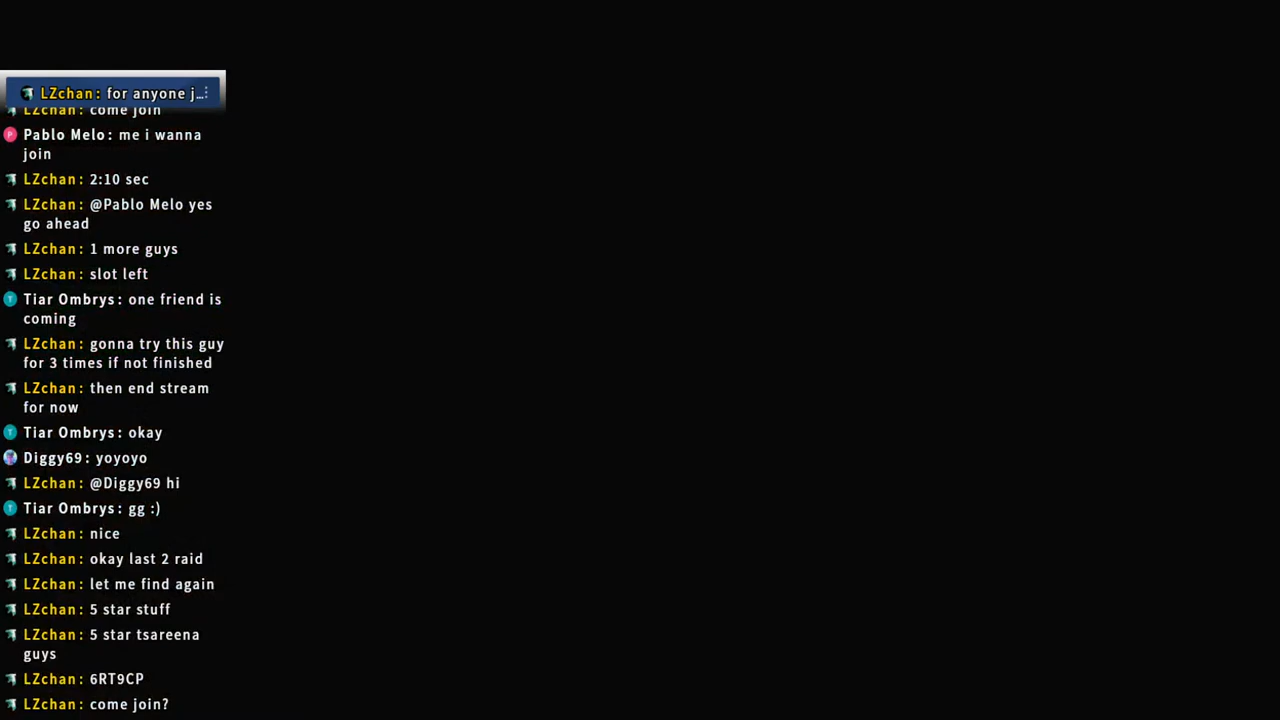 LZchan: for anyone j...
LZchan: come join
Pablo Melo: me i wanna
join
LZchan: 2:10 sec
LZchan: @Pablo Melo yes
go ahead
LZchan: 1 more guys
LZchan: slot left
Tiar Ombrys: one friend is
coming
LZchan: gonna try this guy
for 3 times if not finished
LZchan: then end stream
for now
Tiar Ombrys: okay
Diggy69: yoyoyo
LZchan: @Diggy69 hi
Tiar Ombrys: gg :)
LZchan: nice
LZchan: okay last 2 raid
LZchan: let me find again
LZchan: 5 star stuff
LZchan: 5 star tsareena
guys
LZchan: 6RT9CP
LZchan: come join?